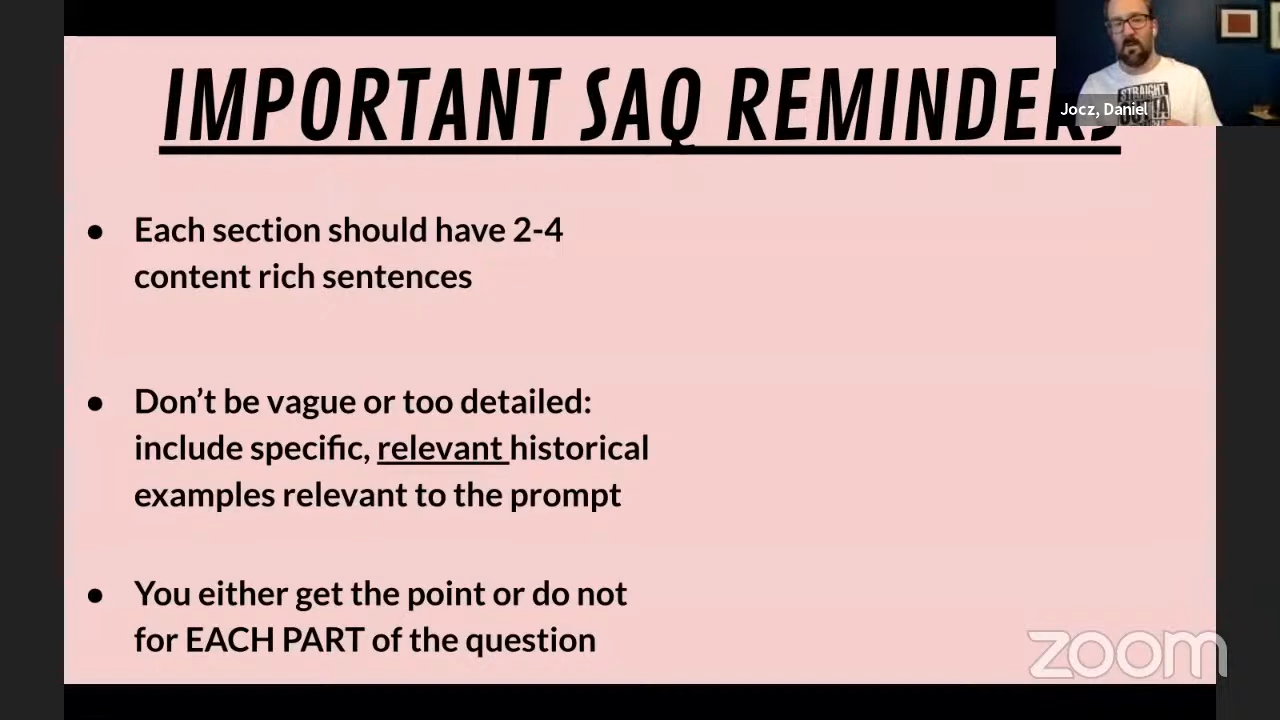 IMPORTANT SAQ REMINDERS
Jocz, Daniel
STRAIGHT
• Each section should have 2-4
content rich sentences
• Don't be vague or too detailed:
include specific, relevant historical
examples relevant to the prompt
• You either get the point or do not
for EACH PART of the question
zoom